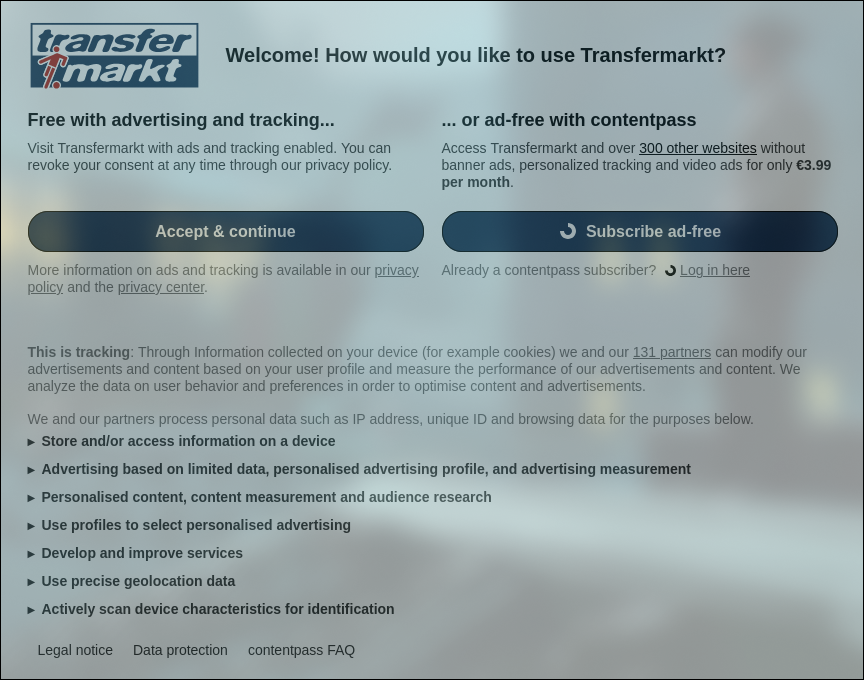 transfer
markt
Welcome! How would you like to use Transfermarkt?
Free with advertising and tracking...
Visit Transfermarkt with ads and tracking enabled. You can
revoke your consent at any time through our privacy policy.
Accept & continue
More information on ads and tracking is available in our privacy
policy and the privacy center.
... or ad-free with contentpass
Access Transfermarkt and over 300 other websites without
banner ads, personalized tracking and video ads for only €3.99
per month.
Subscribe ad-free
Already a contentpass subscriber? Log in here
This is tracking: Through Information collected on your device (for example cookies) we and our 131 partners can modify our
advertisements and content based on your user profile and measure the performance of our advertisements and content. We
analyze the data on user behavior and preferences in order to optimise content and advertisements.
We and our partners process personal data such as IP address, unique ID and browsing data for the purposes below.
► Store and/or access information on a device
► Advertising based on limited data, personalised advertising profile, and advertising measurement
► Personalised content, content measurement and audience research
► Use profiles to select personalised advertising
► Develop and improve services
► Use precise geolocation data
► Actively scan device characteristics for identification
Legal notice Data protection contentpass FAQ